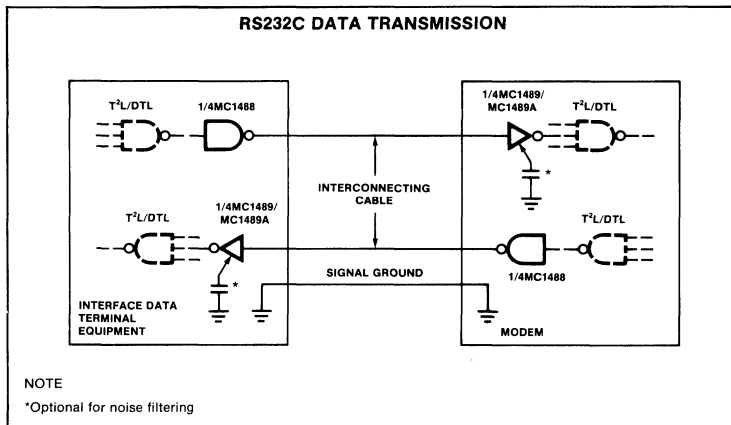 RS232C DATA TRANSMISSION
T²L/DTL
1/4MC1488
1/4MC1489/
MC1489A
T²L/DTL
*
INTERCONNECTING
CABLE
T²L/DTL
1/4MC1489/
MC1489A
*
T²L/DTL
1/4MC1488
SIGNAL GROUND
INTERFACE DATA
TERMINAL
EQUIPMENT
MODEM
NOTE
*Optional for noise filtering